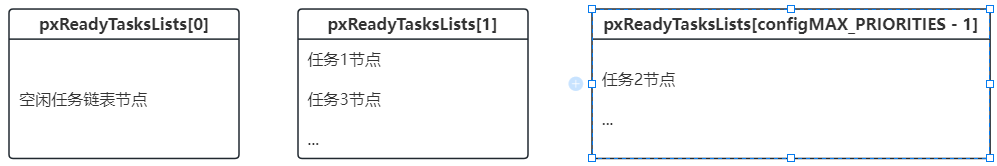 pxReadyTasksLists[0]
空闲任务链表节点
pxReadyTasksLists[1]
任务1节点
任务3节点
...
pxReadyTasksLists[configMAX_PRIORITIES - 1]
任务2节点
...